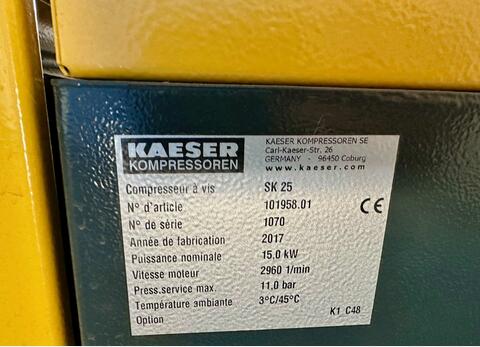 KAESER
KOMPRESSOREN
KAESER KOMPRESSOREN SE
Carl-Kaeser-Str. 26
GERMANY - 96450 Coburg
www.kaeser.com
Compresseur à vis SK 25
N° d'article 101958.01
CE
N° de série 1070
Année de fabrication 2017
Puissance nominale 15.0 kW
Vitesse moteur 2960 1/min
Press.service max. 11,0 bar
Température ambiante 3°C/45°C
Option K1 C48